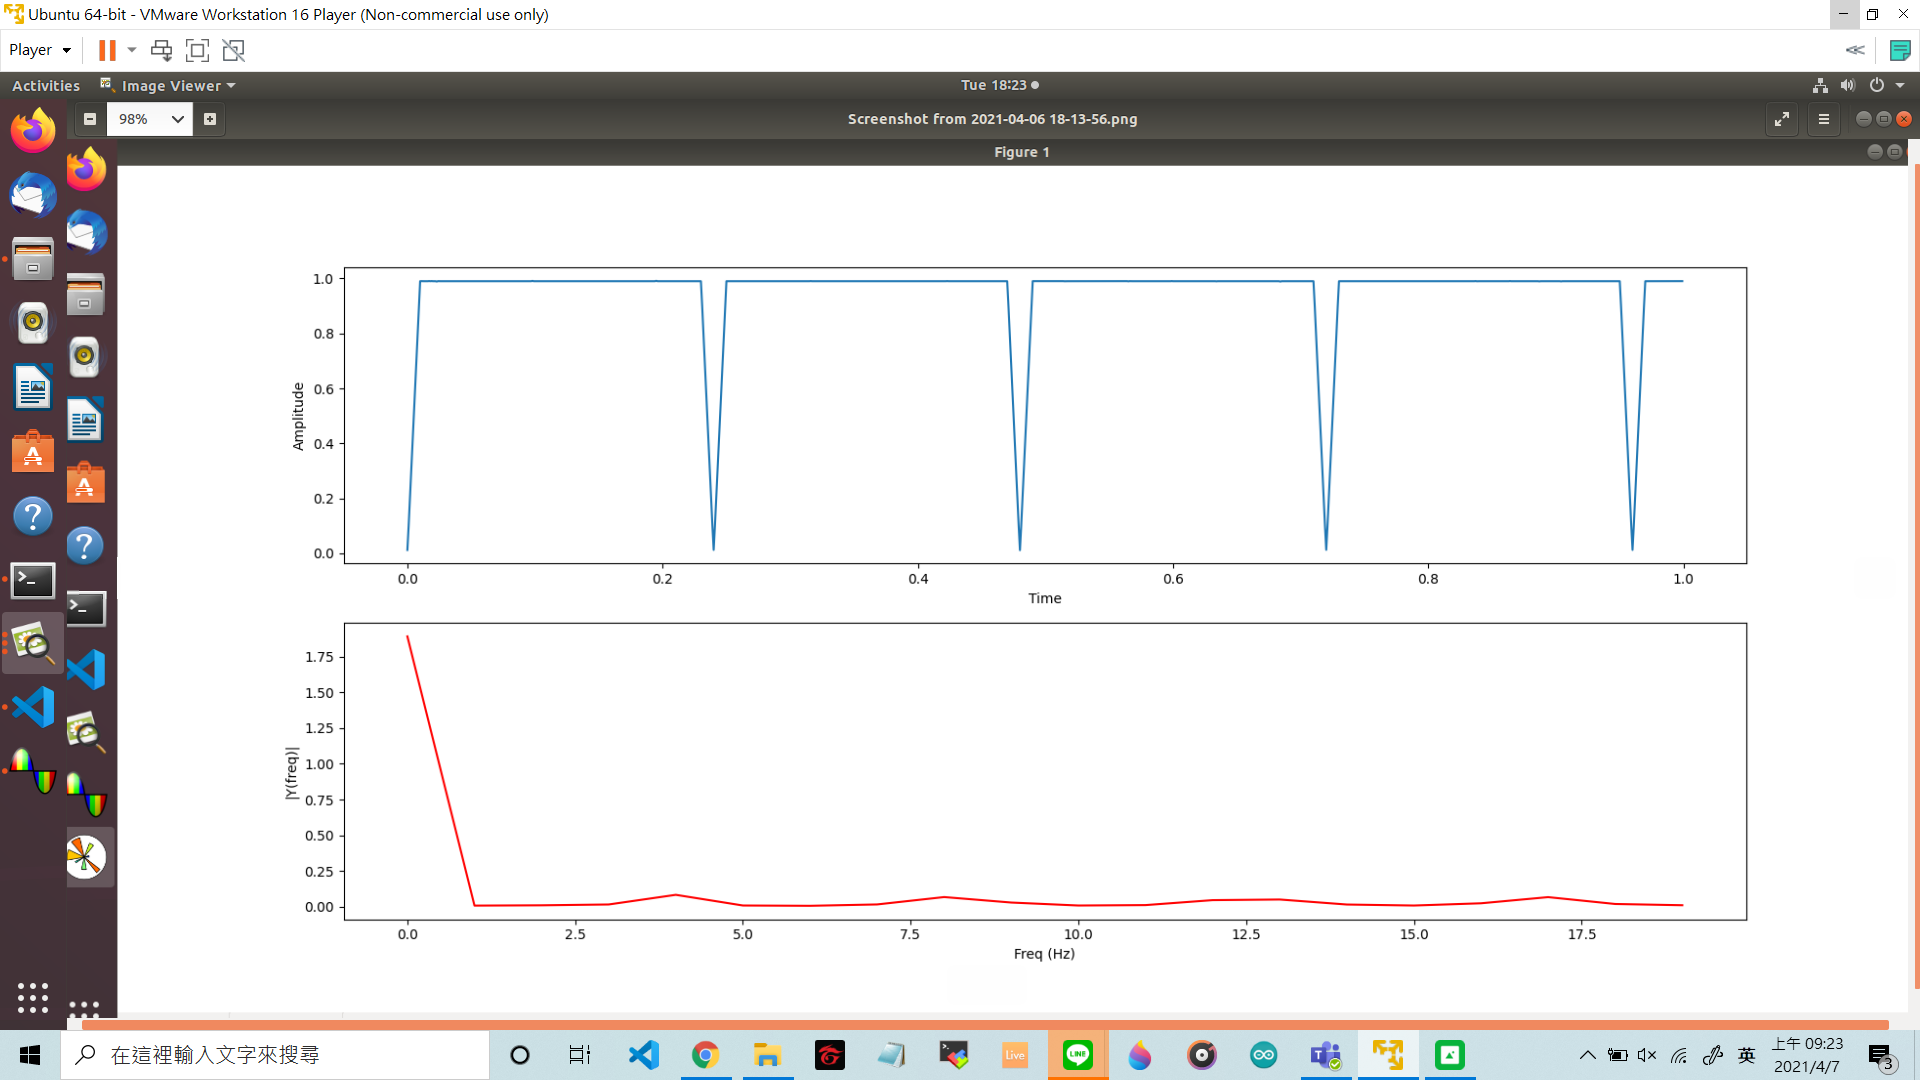 Ubuntu 64-bit - VMware Workstation 16 Player (Non-commercial use only)
Player
Activities
Image Viewer
Tue 18:23
98%
Screenshot from 2021-04-06 18-13-56.png
Figure 1
1.0
0.8
0.6
0.4
0.2
0.0
Amplitude
0.0 0.2 0.4 0.6 0.8 1.0
Time
1.75
1.50
1.25
1.00
0.75
0.50
0.25
0.00
|Y(freq)|
0.0 2.5 5.0 7.5 10.0 12.5 15.0 17.5
Freq (Hz)
在這裡輸入文字來搜尋
Live
LINE
英
上午 09:23
2021/4/7
3